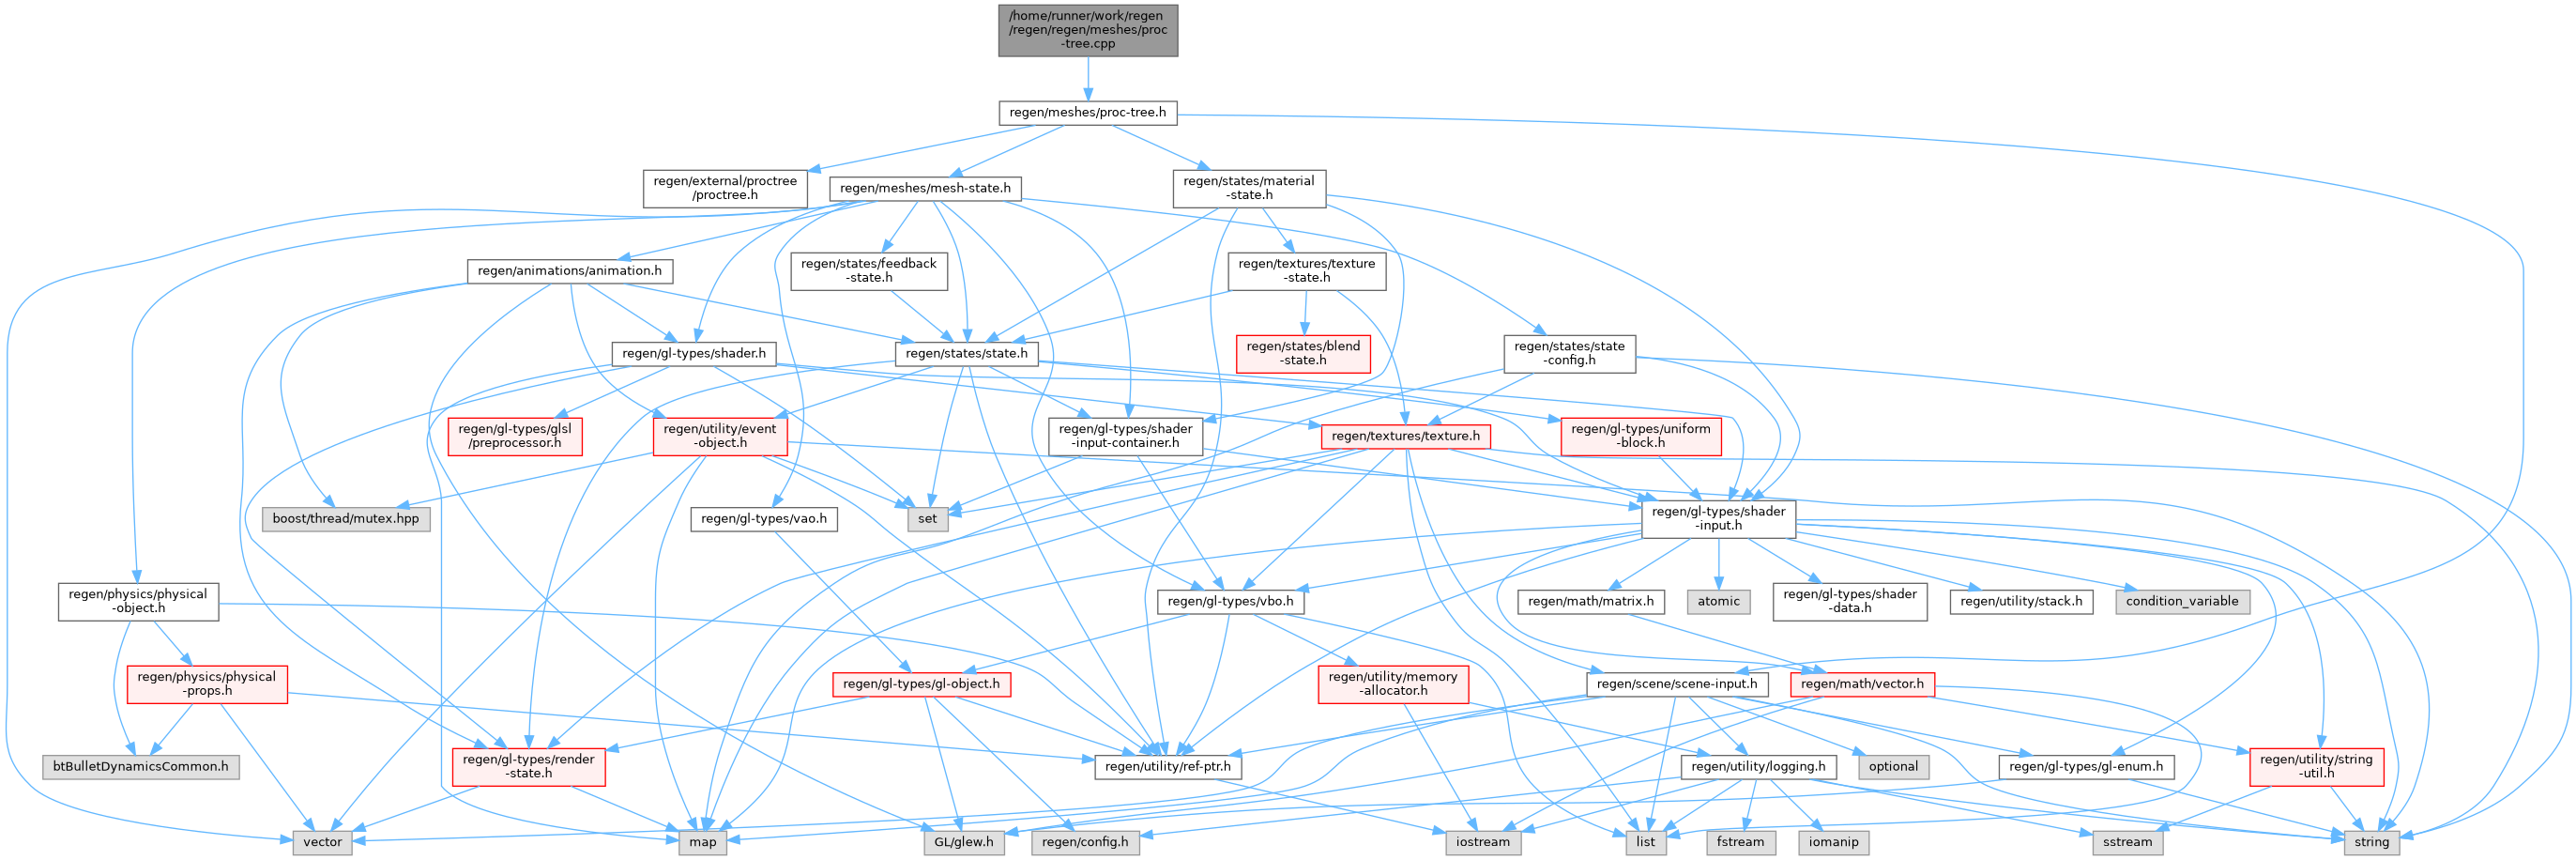 /home/runner/work/regen
/regen/regen/meshes/proc
-tree.cpp
regen/meshes/proc-tree.h
regen/external/proctree
/proctree.h
regen/meshes/mesh-state.h
regen/states/material
-state.h
regen/animations/animation.h
regen/states/feedback
-state.h
regen/textures/texture
-state.h
regen/gl-types/shader.h
regen/states/state.h
regen/states/blend
-state.h
regen/states/state
-config.h
regen/gl-types/glsl
/preprocessor.h
regen/utility/event
-object.h
regen/gl-types/shader
-input-container.h
regen/textures/texture.h
regen/gl-types/uniform
-block.h
boost/thread/mutex.hpp
regen/gl-types/vao.h
set
regen/gl-types/shader
-input.h
regen/physics/physical
-object.h
regen/gl-types/vbo.h
regen/math/matrix.h
atomic
regen/gl-types/shader
-data.h
regen/utility/stack.h
condition_variable
regen/physics/physical
-props.h
regen/gl-types/gl-object.h
regen/utility/memory
-allocator.h
regen/scene/scene-input.h
regen/math/vector.h
btBulletDynamicsCommon.h
regen/gl-types/render
-state.h
regen/utility/ref-ptr.h
regen/utility/logging.h
optional
regen/gl-types/gl-enum.h
regen/utility/string
-util.h
vector
map
GL/glew.h
regen/config.h
iostream
list
fstream
iomanip
sstream
string